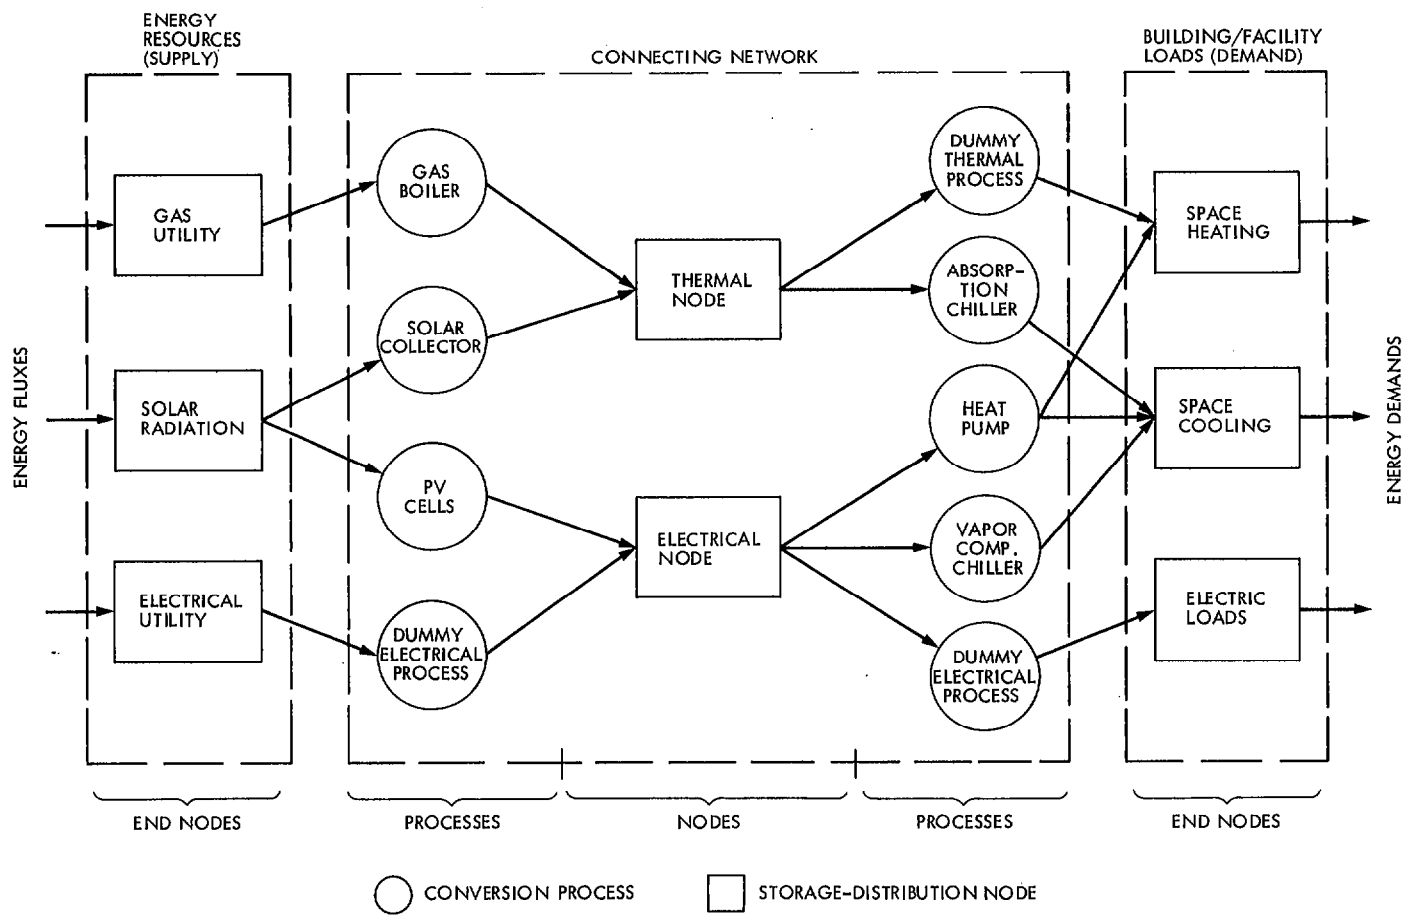 ENERGY
RESOURCES
(SUPPLY)
CONNECTING NETWORK
BUILDING/FACILITY
LOADS (DEMAND)
ENERGY FLUXES
GAS
UTILITY
SOLAR
RADIATION
ELECTRICAL
UTILITY
GAS
BOILER
SOLAR
COLLECTOR
PV
CELLS
DUMMY
ELECTRICAL
PROCESS
THERMAL
NODE
ELECTRICAL
NODE
DUMMY
THERMAL
PROCESS
ABSORP-
TION
CHILLER
HEAT
PUMP
VAPOR
COMP.
CHILLER
DUMMY
ELECTRICAL
PROCESS
SPACE
HEATING
SPACE
COOLING
ELECTRIC
LOADS
ENERGY DEMANDS
END NODES
PROCESSES
NODES
PROCESSES
END NODES
CONVERSION PROCESS
STORAGE-DISTRIBUTION NODE